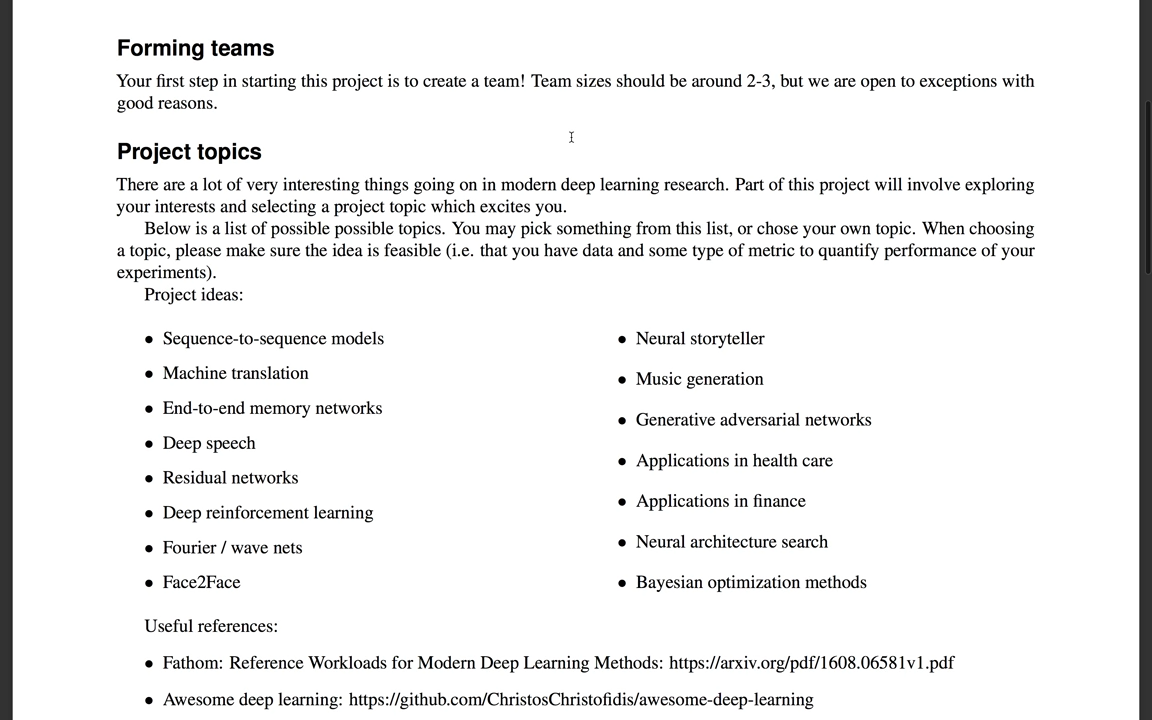 Forming teams
Your first step in starting this project is to create a team! Team sizes should be around 2-3, but we are open to exceptions with
good reasons.
Project topics
There are a lot of very interesting things going on in modern deep learning research. Part of this project will involve exploring
your interests and selecting a project topic which excites you.
Below is a list of possible possible topics. You may pick something from this list, or chose your own topic. When choosing
a topic, please make sure the idea is feasible (i.e. that you have data and some type of metric to quantify performance of your
experiments).
Project ideas:
• Sequence-to-sequence models
• Machine translation
• End-to-end memory networks
• Deep speech
• Residual networks
• Deep reinforcement learning
• Fourier / wave nets
• Face2Face
• Neural storyteller
• Music generation
• Generative adversarial networks
• Applications in health care
• Applications in finance
• Neural architecture search
• Bayesian optimization methods
Useful references:
• Fathom: Reference Workloads for Modern Deep Learning Methods: https://arxiv.org/pdf/1608.06581v1.pdf
• Awesome deep learning: https://github.com/ChristosChristofidis/awesome-deep-learning